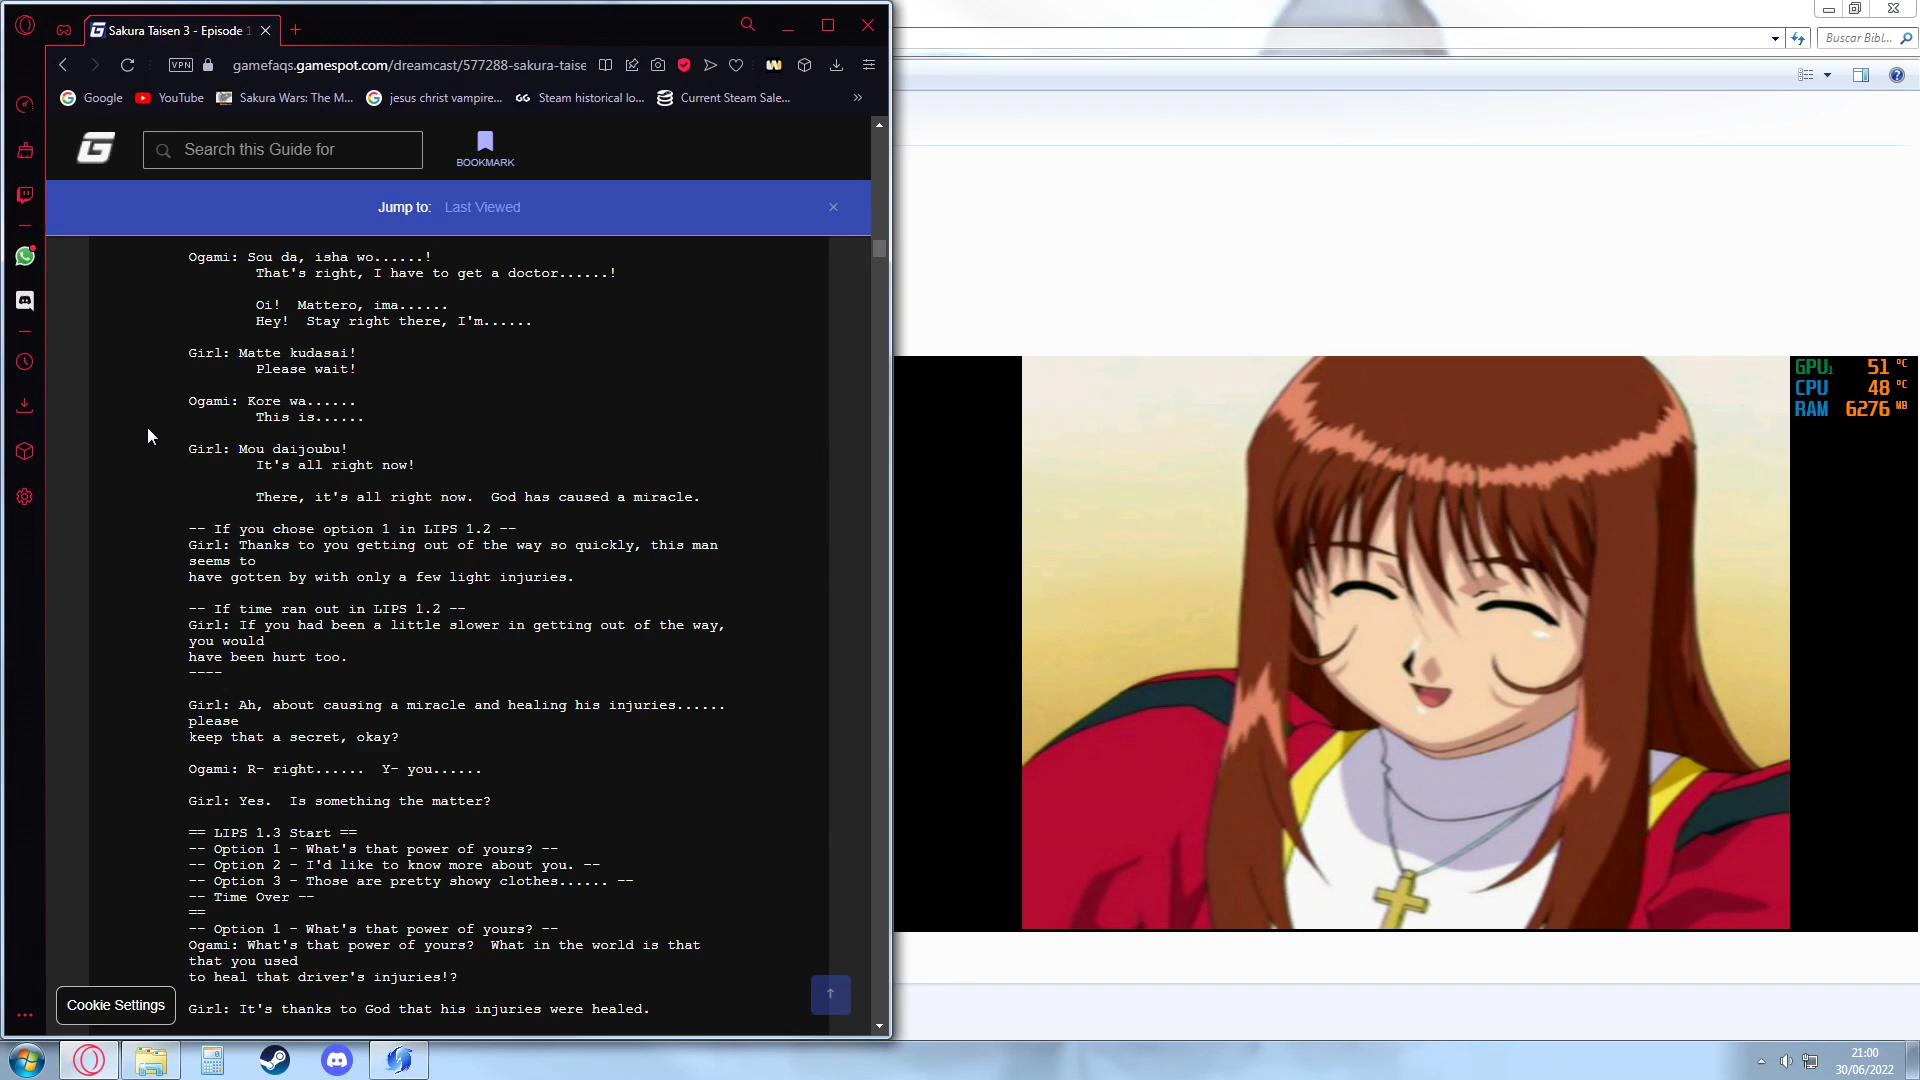 Sakura Taisen 3 - Episode 1
VPN
gamefaqs.gamespot.com/dreamcast/577288-sakura-taise
Google
YouTube
Sakura Wars: The M...
jesus christ vampire...
GG
Steam historical lo...
Current Steam Sale...
Search this Guide for
BOOKMARK
Jump to: Last Viewed
Ogami: Sou da, isha wo......!
That's right, I have to get a doctor......!
Oi! Mattero, ima......
Hey! Stay right there, I'm......
Girl: Matte kudasai!
Please wait!
Ogami: Kore wa......
This is......
Girl: Mou daijoubu!
It's all right now!
There, it's all right now. God has caused a miracle.
-- If you chose option 1 in LIPS 1.2 --
Girl: Thanks to you getting out of the way so quickly, this man
seems to
have gotten by with only a few light injuries.
-- If time ran out in LIPS 1.2 --
Girl: If you had been a little slower in getting out of the way,
you would
have been hurt too.
----
Girl: Ah, about causing a miracle and healing his injuries......
please
keep that a secret, okay?
Ogami: R- right...... Y- you......
Girl: Yes. Is something the matter?
== LIPS 1.3 Start ==
-- Option 1 - What's that power of yours? --
-- Option 2 - I'd like to know more about you. --
-- Option 3 - Those are pretty showy clothes...... --
-- Time Over --
==
-- Option 1 - What's that power of yours? --
Ogami: What's that power of yours? What in the world is that
that you used
to heal that driver's injuries!?
Girl: It's thanks to God that his injuries were healed.
Cookie Settings
Buscar Bibl...
GPU1 51 °C
CPU 48 °C
RAM 6276 MB
21:00
30/06/2022